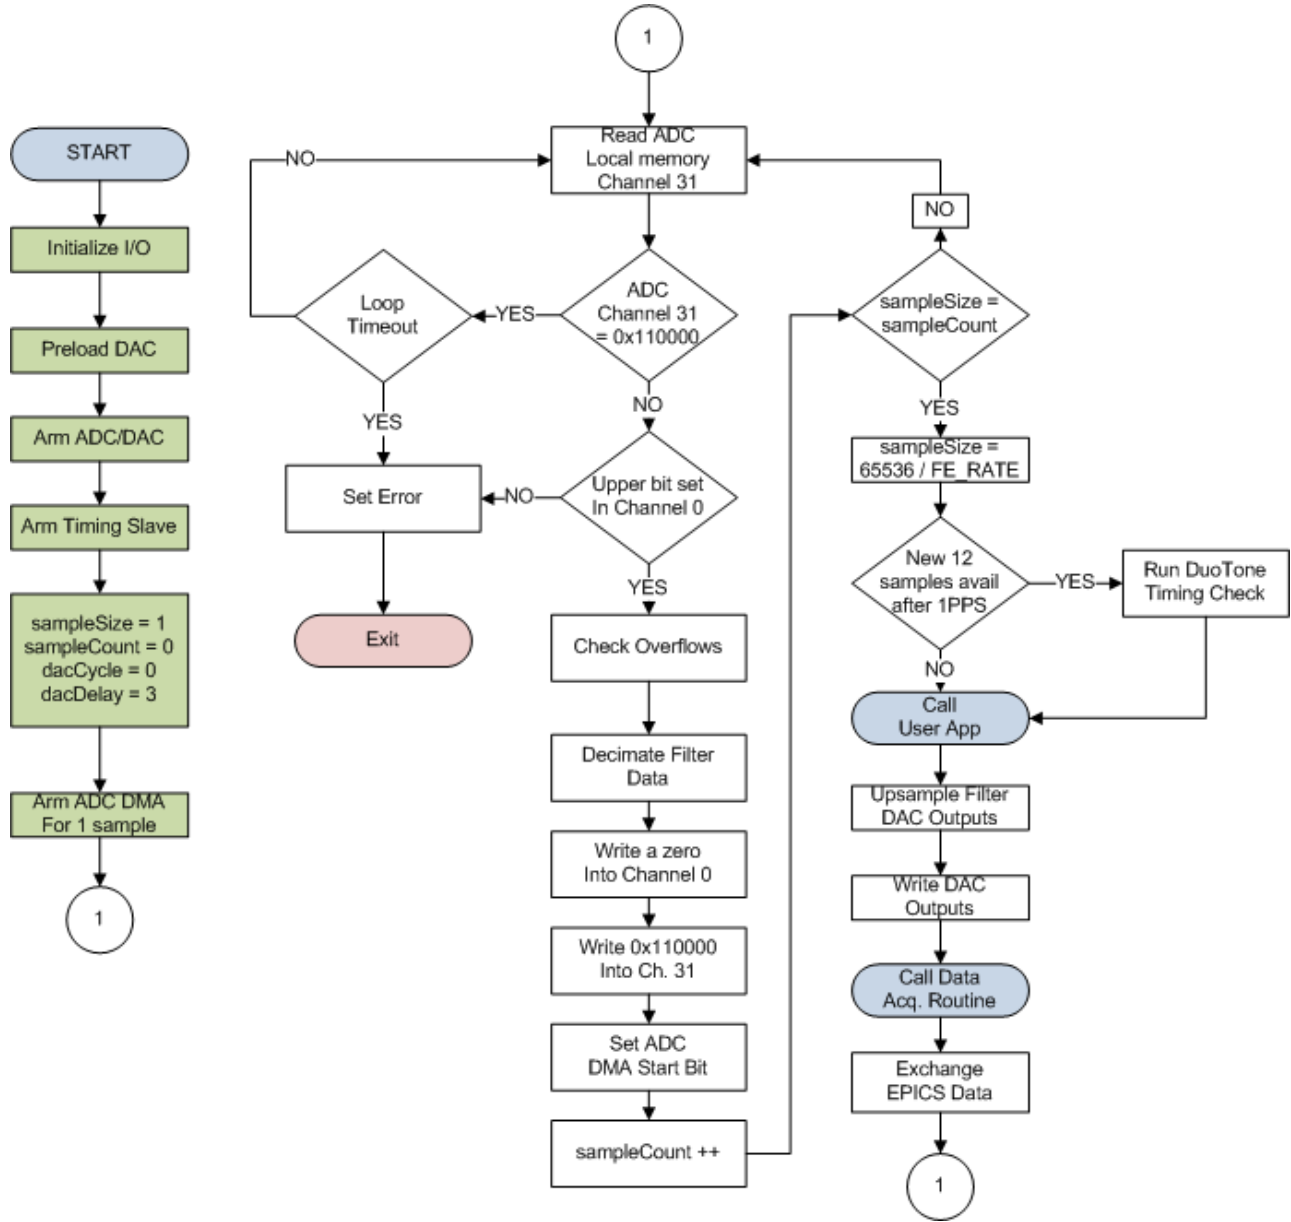 START
Initialize I/O
Preload DAC
Arm ADC/DAC
Arm Timing Slave
sampleSize = 1
sampleCount = 0
dacCycle = 0
dacDelay = 3
Arm ADC DMA
For 1 sample
1
1
Read ADC
Local memory
Channel 31
NO
ADC
Channel 31
= 0x110000
YES
Loop
Timeout
YES
NO
Upper bit set
In Channel 0
NO
Set Error
Exit
YES
Check Overflows
Decimate Filter
Data
Write a zero
Into Channel 0
Write 0x110000
Into Ch. 31
Set ADC
DMA Start Bit
sampleCount ++
NO
sampleSize =
sampleCount
YES
sampleSize =
65536 / FE_RATE
New 12
samples avail
after 1PPS
YES
Run DuoTone
Timing Check
NO
Call
User App
Upsample Filter
DAC Outputs
Write DAC
Outputs
Call Data
Acq. Routine
Exchange
EPICS Data
1